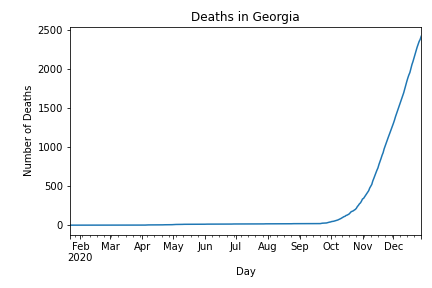 Deaths in Georgia
2500
2000
1500
1000
500
0
Number of Deaths
Feb Mar Apr May Jun Jul Aug Sep Oct Nov Dec
2020
Day